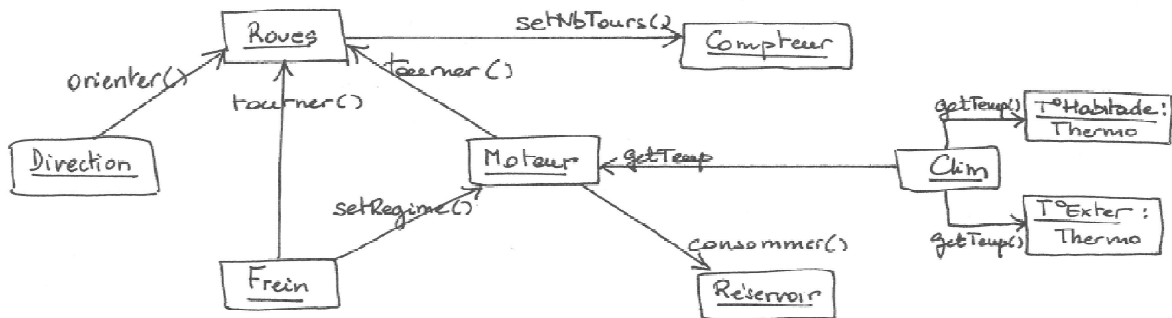 setNbTours()
Roues
Compteur
orienter()
tourner()
tourner()
getTemp()
T°Habitacle:
Thermo
Direction
Moteur
getTemp
Clim
setRegime()
T°Exter:
Thermo
getTemp()
consommer()
Frein
Réservoir